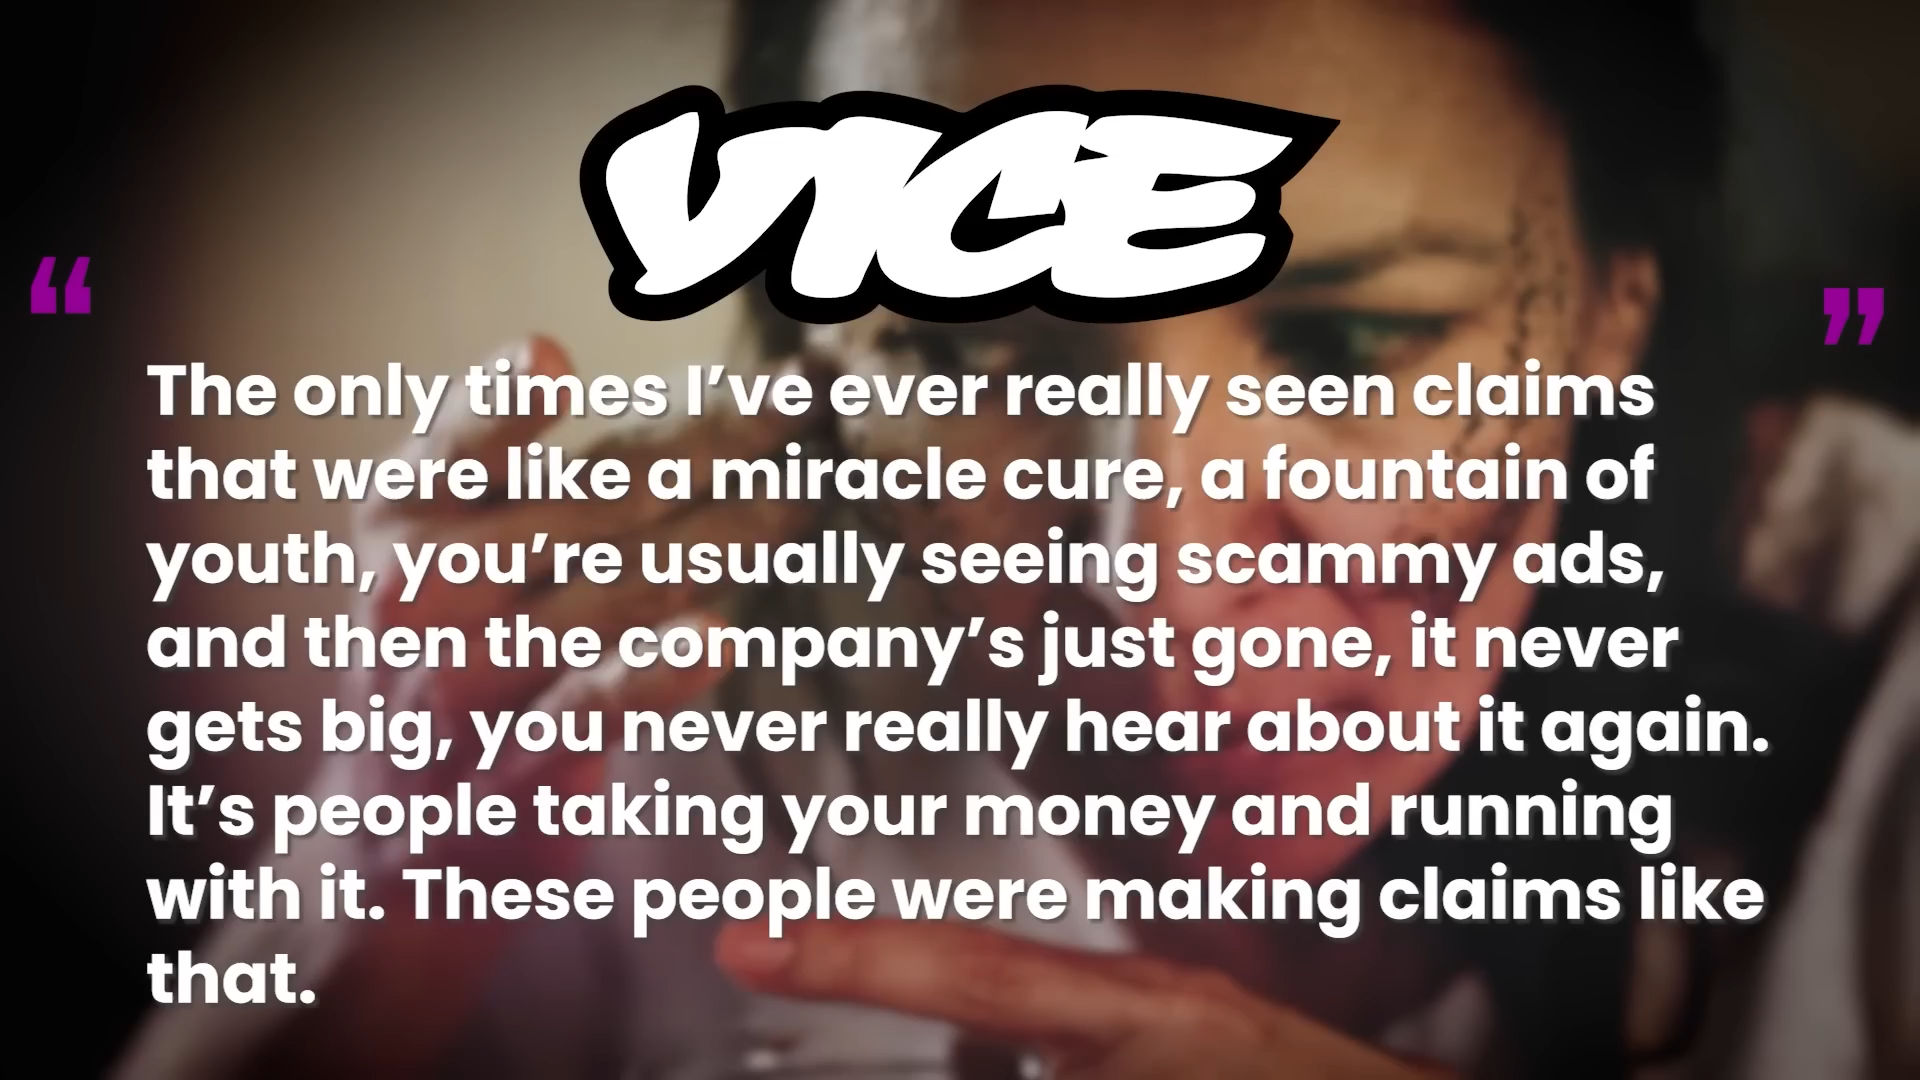 VICE
“ ”
The only times I’ve ever really seen claims
that were like a miracle cure, a fountain of
youth, you’re usually seeing scammy ads,
and then the company’s just gone, it never
gets big, you never really hear about it again.
It’s people taking your money and running
with it. These people were making claims like
that.